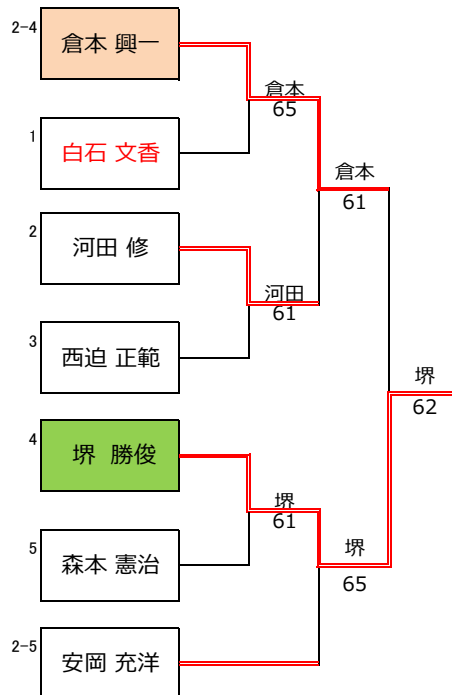 2-4
倉本 興一
倉本
65
1
白石 文香
倉本
61
2
河田 修
河田
61
3
西迫 正範
堺
62
4
堺 勝俊
堺
61
5
森本 憲治
堺
65
2-5
安岡 充洋